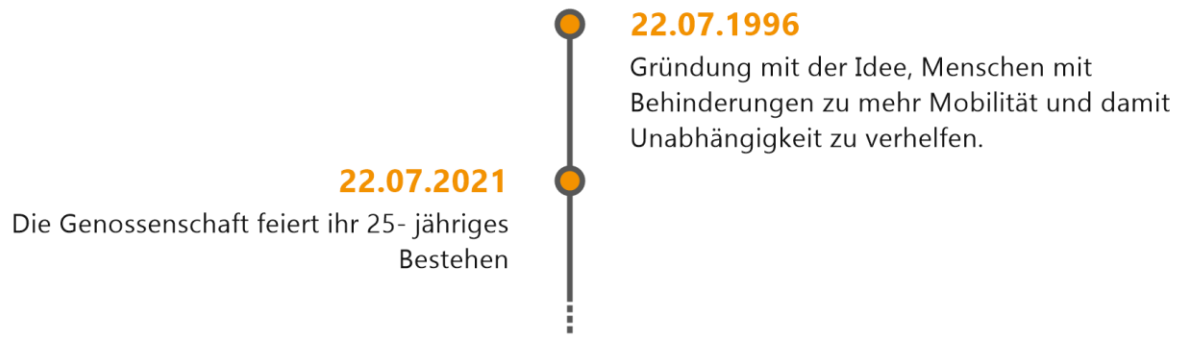 22.07.1996
Gründung mit der Idee, Menschen mit
Behinderungen zu mehr Mobilität und damit
Unabhängigkeit zu verhelfen.
22.07.2021
Die Genossenschaft feiert ihr 25- jähriges
Bestehen